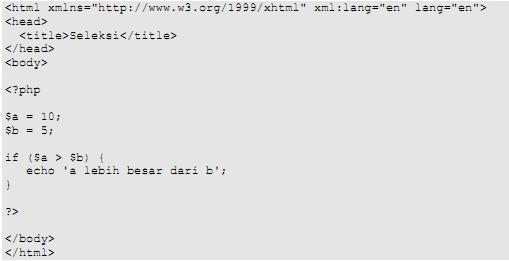 <html xmlns="http://www.w3.org/1999/xhtml" xml:lang="en" lang="en">
<head>
  <title>Seleksi</title>
</head>
<body>

<?php

$a = 10;
$b = 5;

if ($a > $b) {
   echo 'a lebih besar dari b';
}

?>

</body>
</html>